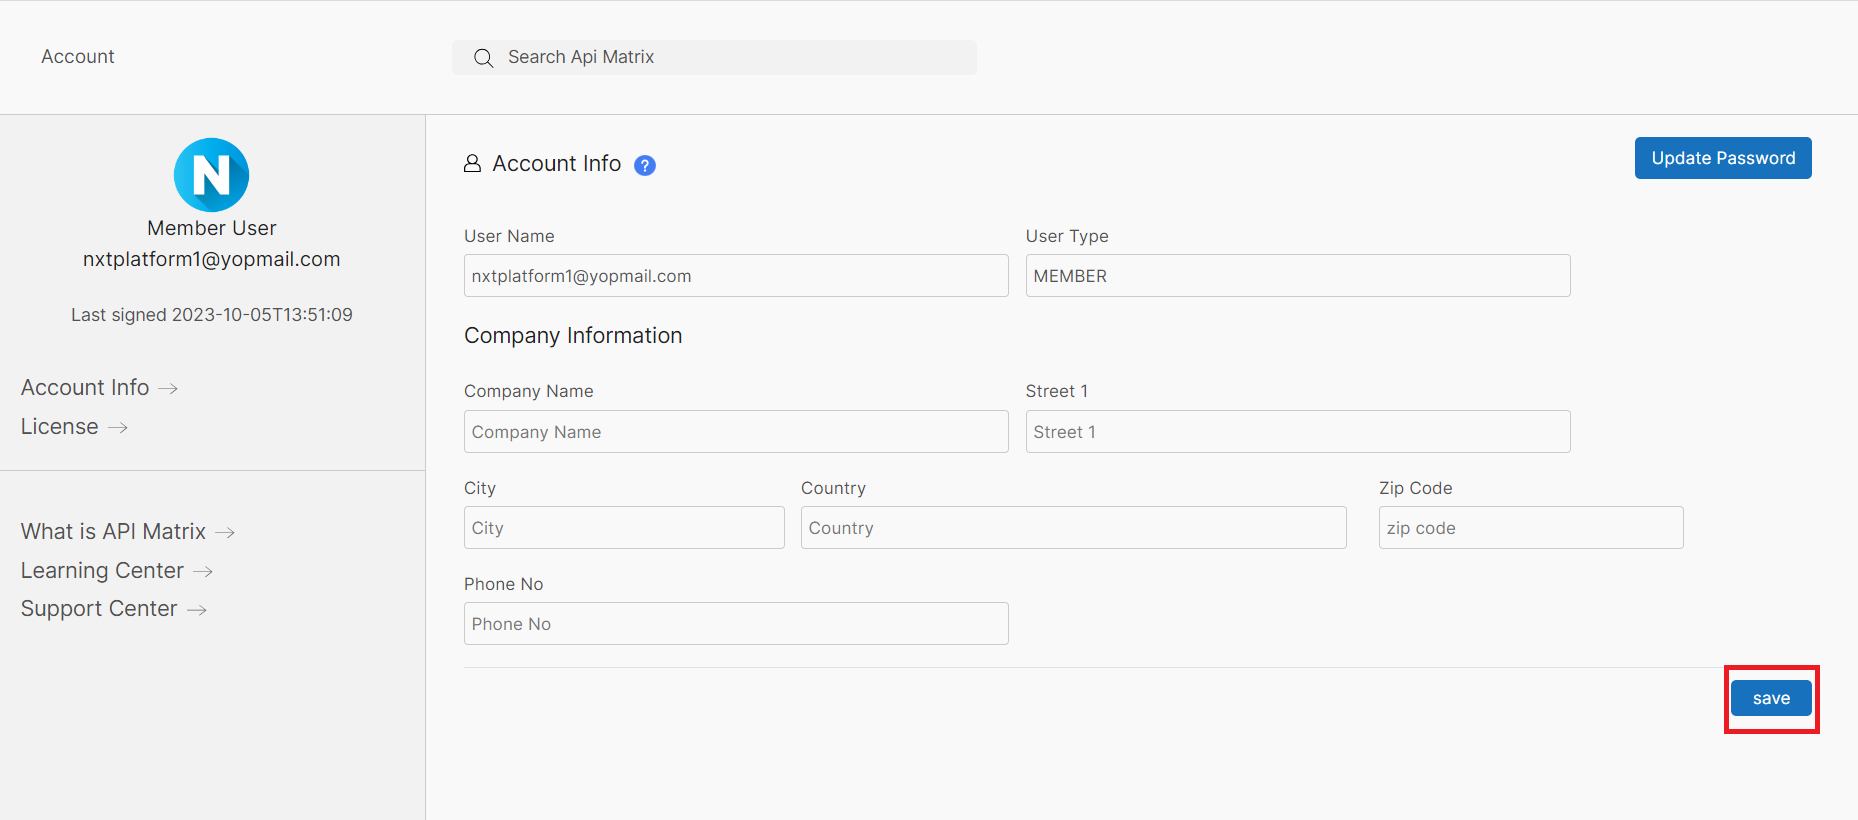 Account
Search Api Matrix
N
Member User
nxtplatform1@yopmail.com
Last signed 2023-10-05T13:51:09
Account Info
License
What is API Matrix
Learning Center
Support Center
Account Info ?
Update Password
User Name User Type
nxtplatform1@yopmail.com MEMBER
Company Information
Company Name Street 1
Company Name Street 1
City Country Zip Code
City Country zip code
Phone No
Phone No
save